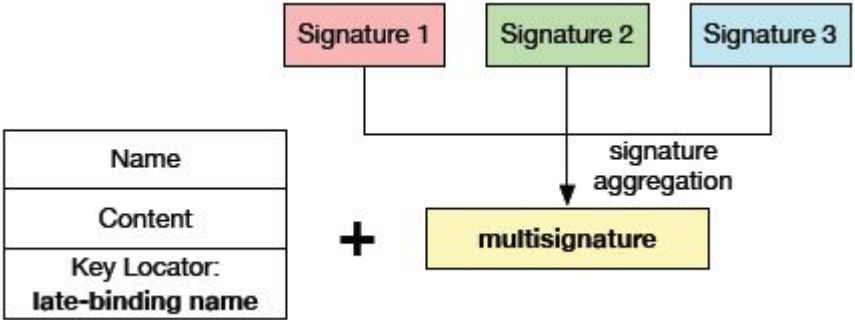 Signature 1
Signature 2
Signature 3
signature
aggregation
Name
Content
Key Locator:
late-binding name
+
multisignature